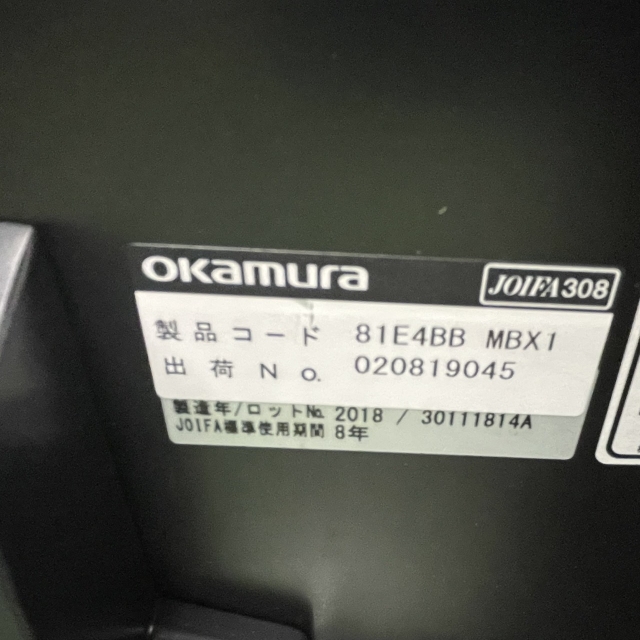 okamura
JOIFA308
製品コード 81E4BB MBX1
出荷No. 020819045
製造年/ロット№ 2018 / 30111814A
JOIFA標準使用期間 8年